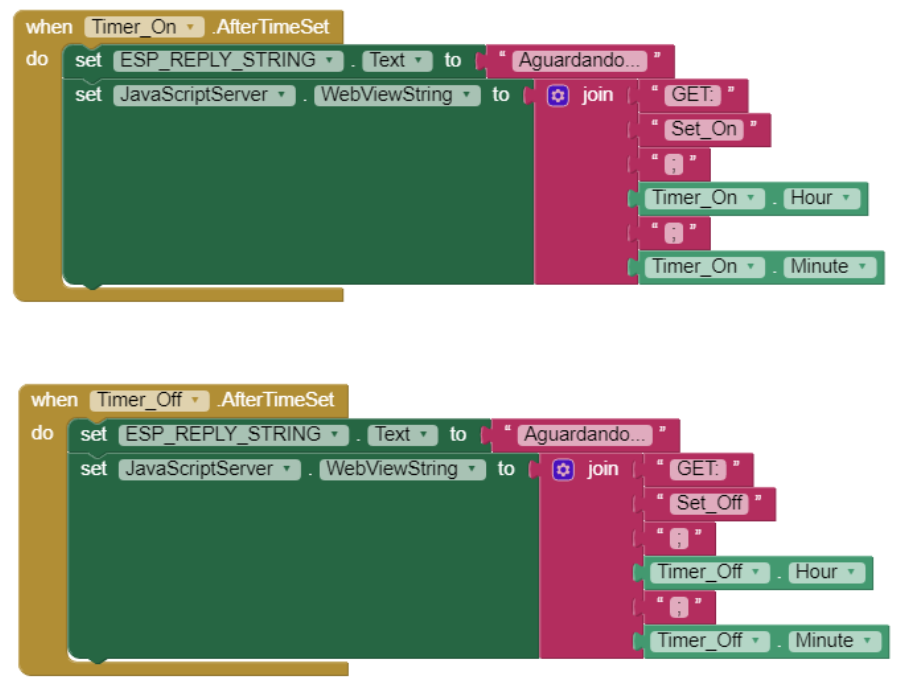 when Timer_On .AfterTimeSet
do set ESP_REPLY_STRING . Text to " Aguardando... "
set JavaScriptServer . WebViewString to join " GET: "
" Set_On "
" ; "
Timer_On . Hour
" ; "
Timer_On . Minute
when Timer_Off .AfterTimeSet
do set ESP_REPLY_STRING . Text to " Aguardando... "
set JavaScriptServer . WebViewString to join " GET: "
" Set_Off "
" ; "
Timer_Off . Hour
" ; "
Timer_Off . Minute